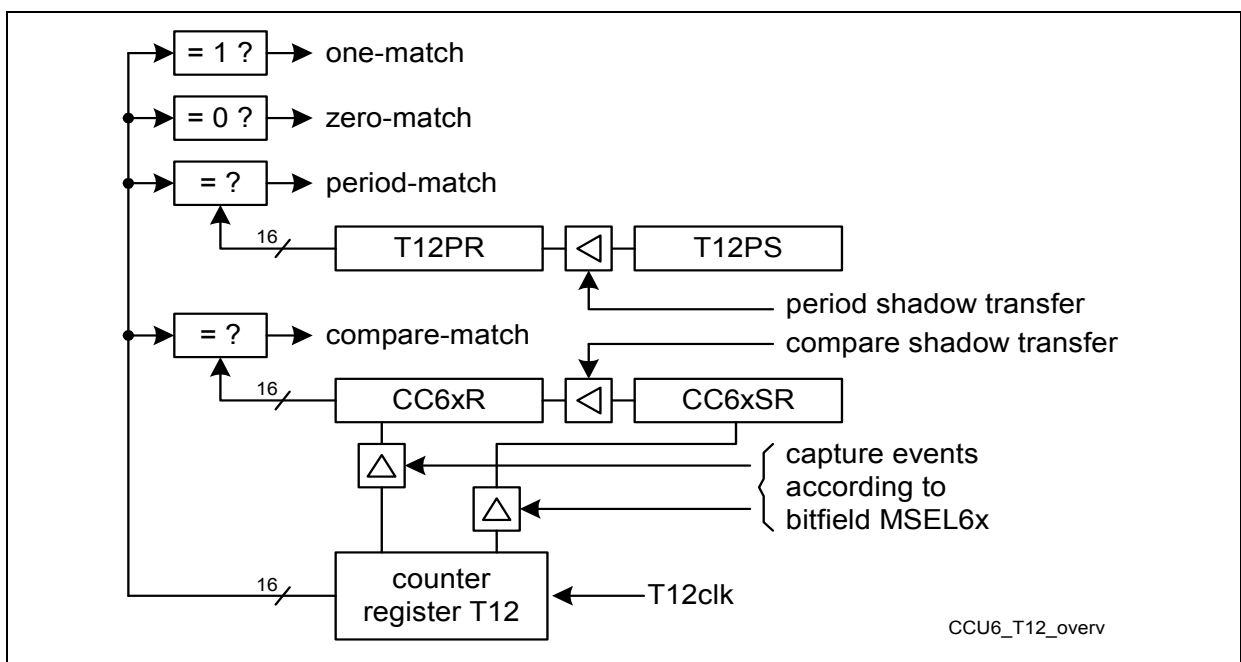 = 1 ?
one-match
= 0 ?
zero-match
= ?
period-match
16
T12PR
T12PS
period shadow transfer
= ?
compare-match
compare shadow transfer
16
CC6xR
CC6xSR
capture events
according to
bitfield MSEL6x
16
counter
register T12
T12clk
CCU6_T12_overv